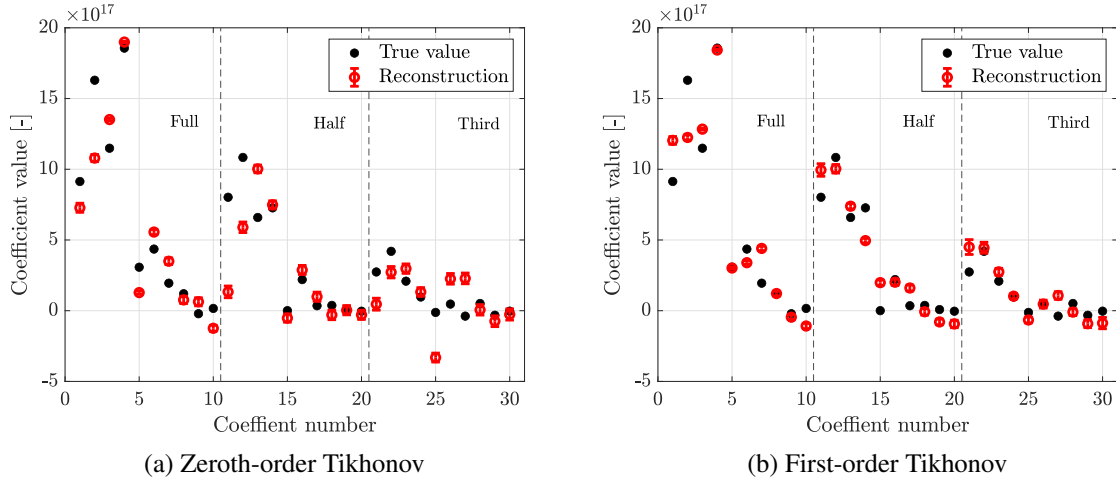 ×10^17
True value
Reconstruction
Full
Half
Third
Coefficient value [-]
20
15
10
5
0
-5
0 5 10 15 20 25 30
Coeffient number
(a) Zeroth-order Tikhonov
×10^17
True value
Reconstruction
Full
Half
Third
Coefficient value [-]
20
15
10
5
0
-5
0 5 10 15 20 25 30
Coeffient number
(b) First-order Tikhonov